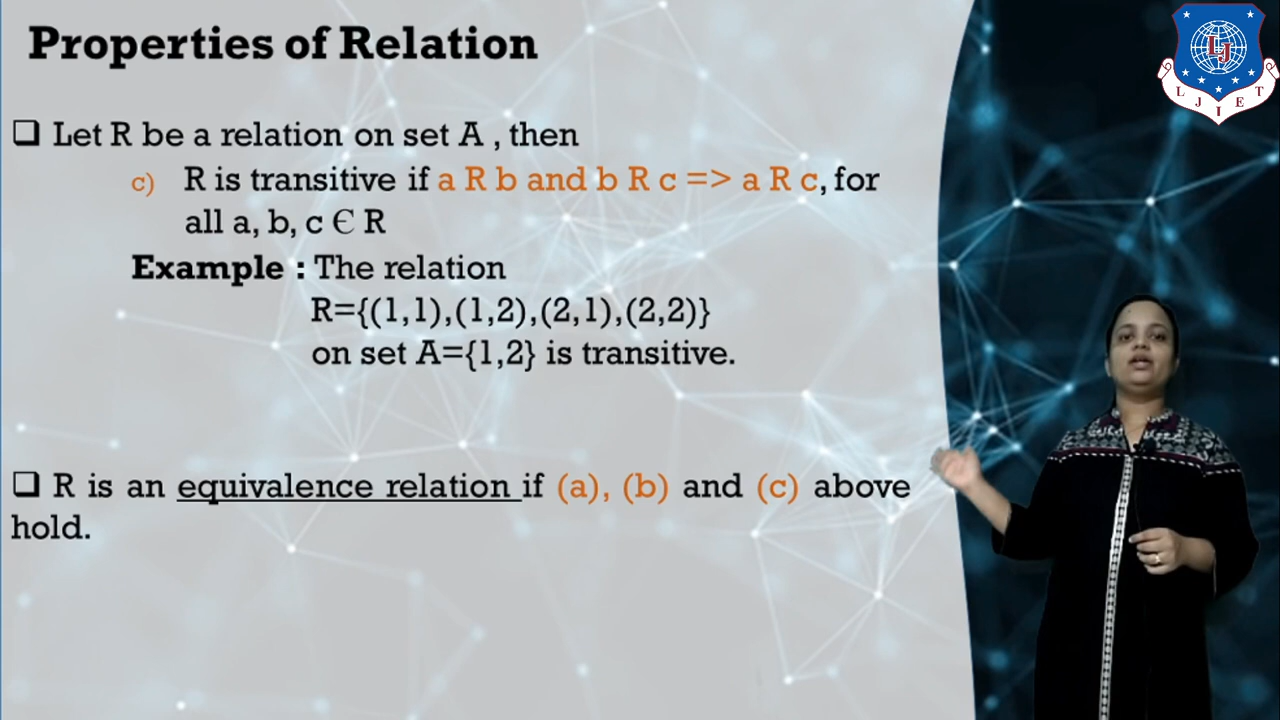 Properties of Relation
❑ Let R be a relation on set A , then
c) R is transitive if a R b and b R c => a R c, for
all a, b, c Є R
Example : The relation
R={(1,1),(1,2),(2,1),(2,2)}
on set A={1,2} is transitive.
❑ R is an equivalence relation if (a), (b) and (c) above
hold.
LJ
L J I E T